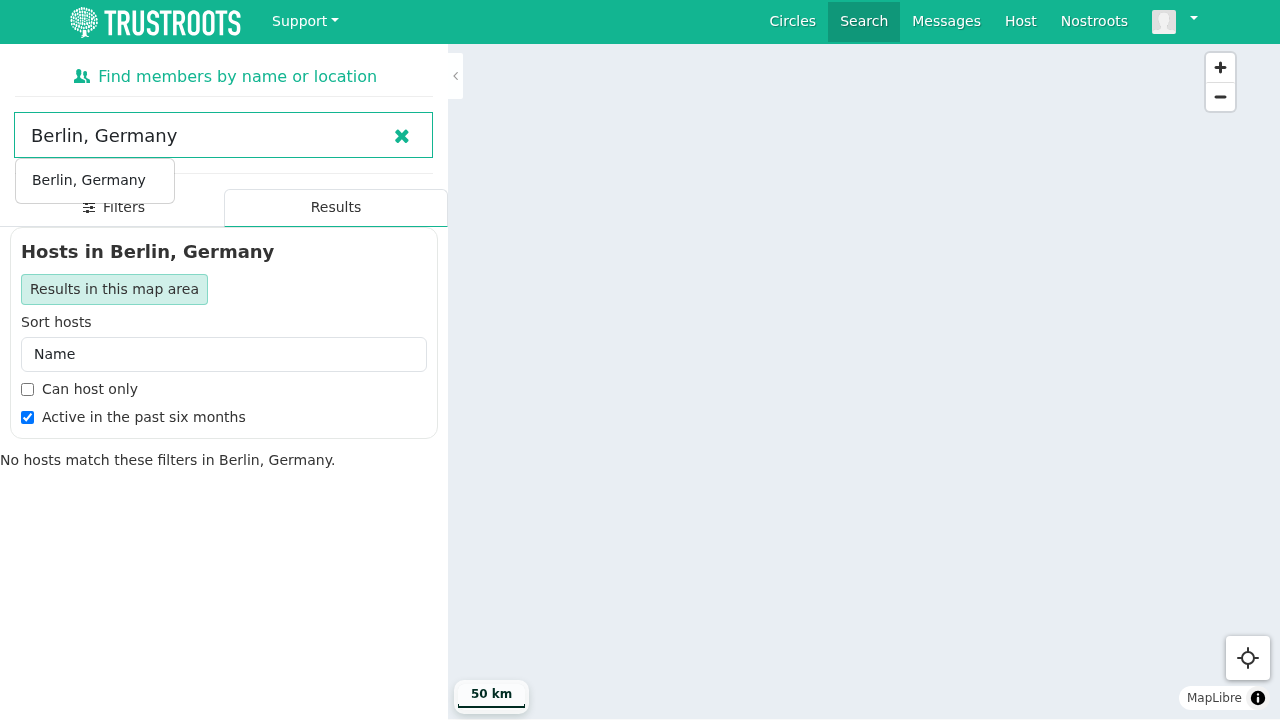 TRUSTROOTS
Support
Circles
Search
Messages
Host
Nostroots
Find members by name or location
Berlin, Germany
Berlin, Germany
Filters
Results
Hosts in Berlin, Germany
Results in this map area
Sort hosts
Name
Can host only
Active in the past six months
No hosts match these filters in Berlin, Germany.
50 km
MapLibre